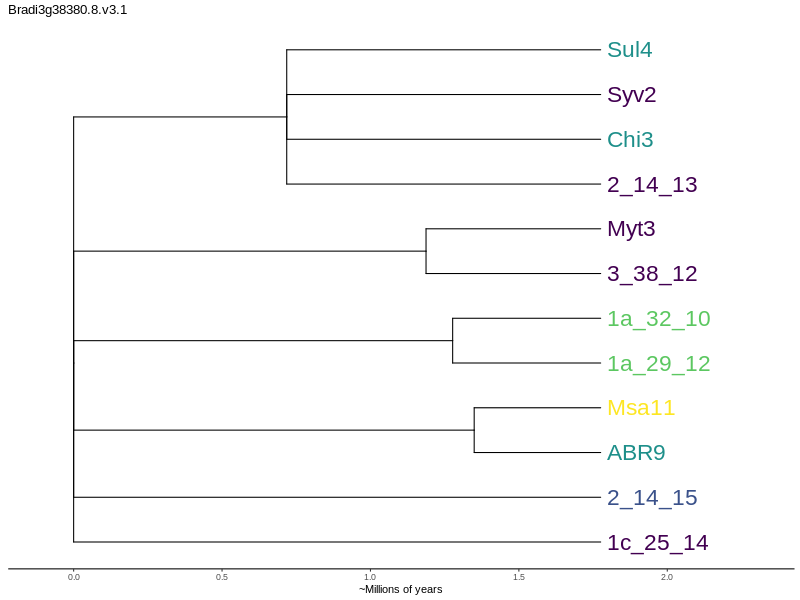 Bradi3g38380.8.v3.1
Sul4
Syv2
Chi3
2_14_13
Myt3
3_38_12
1a_32_10
1a_29_12
Msa11
ABR9
2_14_15
1c_25_14
0.0 0.5 1.0 1.5 2.0
~Millions of years